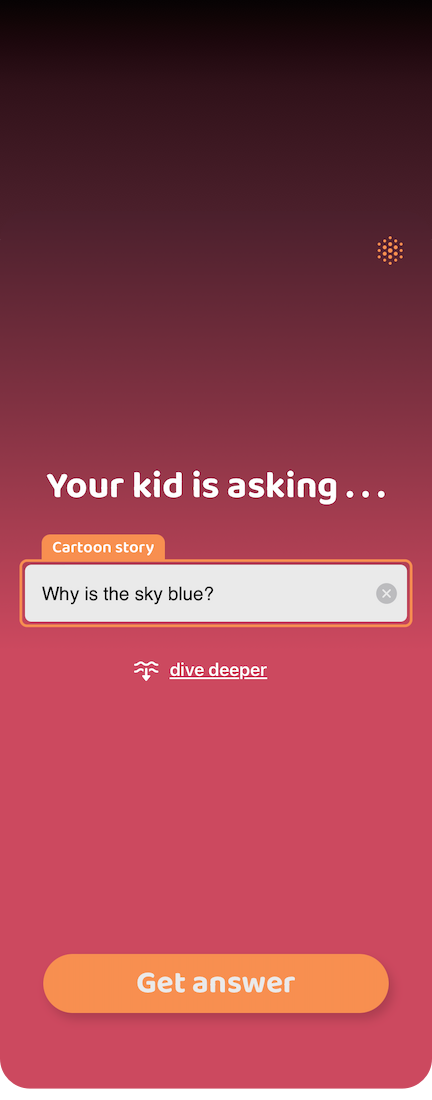 Your kid is asking . . .
Cartoon story
Why is the sky blue?
dive deeper
Get answer